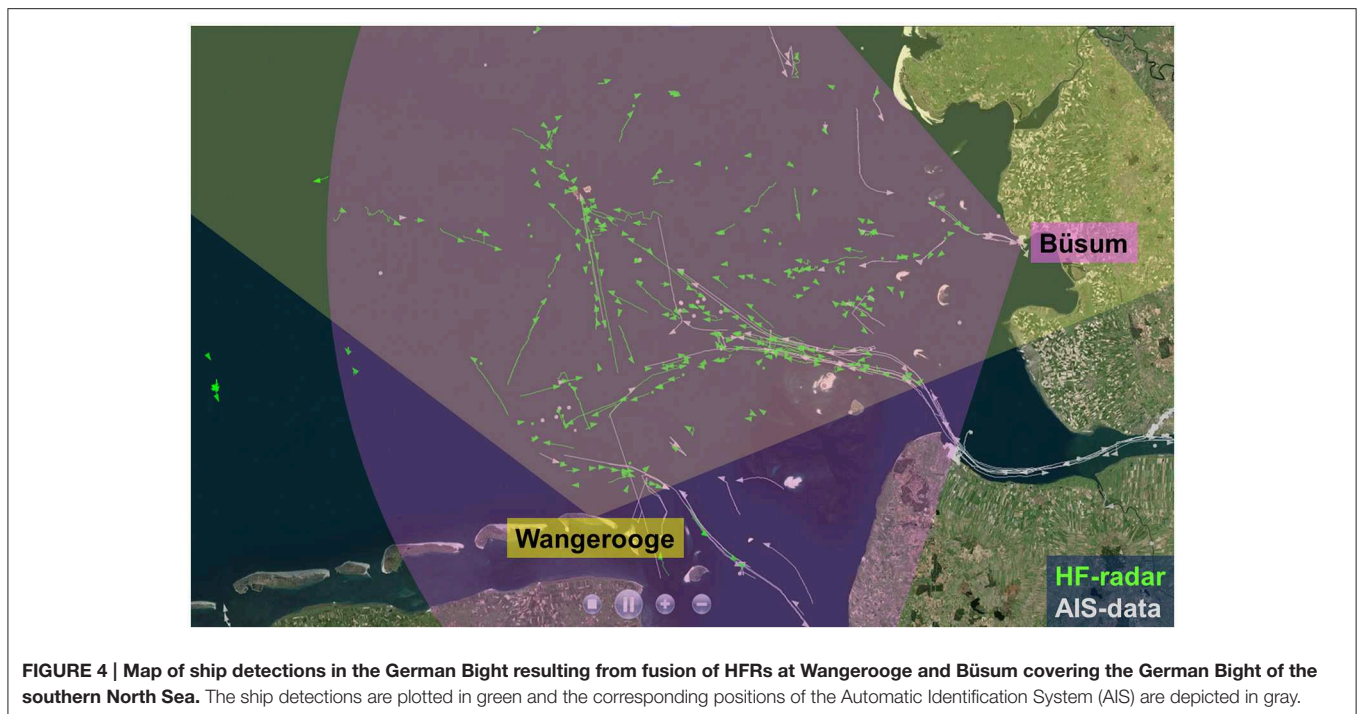 Büsum
Wangerooge
HF-radar
AIS-data
FIGURE 4 | Map of ship detections in the German Bight resulting from fusion of HFRs at Wangerooge and Büsum covering the German Bight of the
southern North Sea. The ship detections are plotted in green and the corresponding positions of the Automatic Identification System (AIS) are depicted in gray.